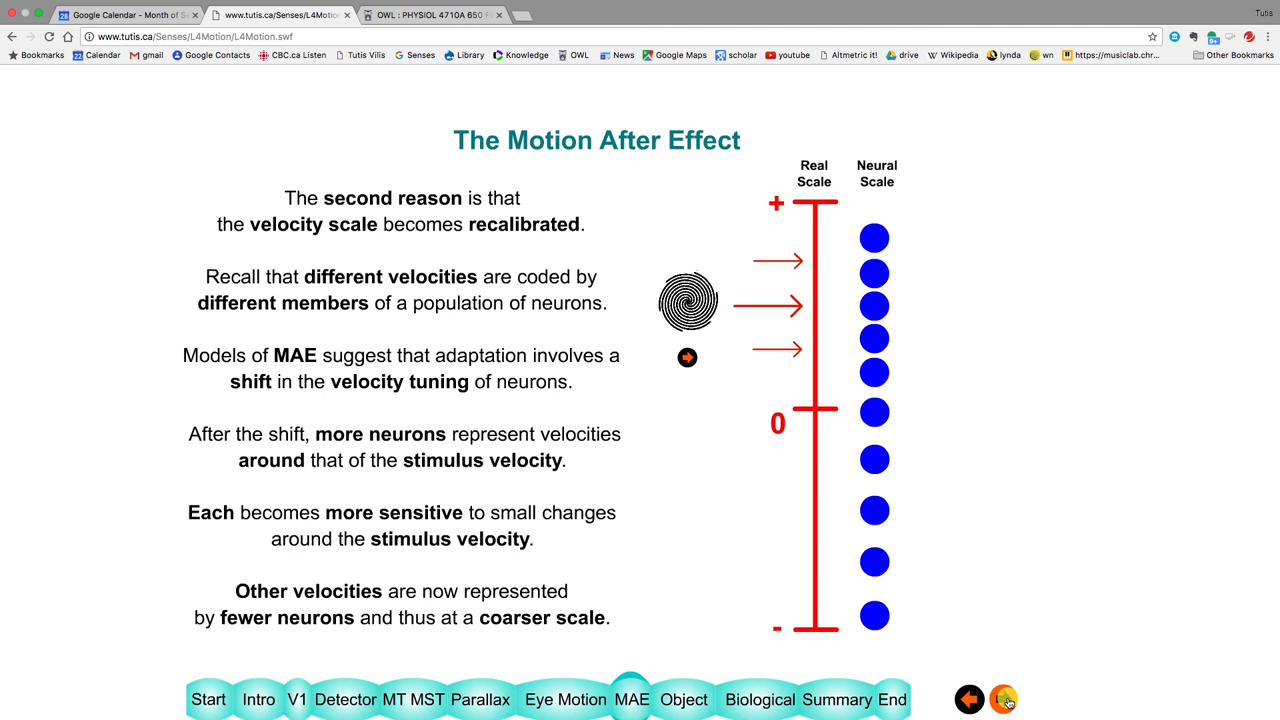 Google Calendar - Month of S
www.tutis.ca/Senses/L4Motio
OWL : PHYSIOL 4710A 650 F
Tutis
www.tutis.ca/Senses/L4Motion/L4Motion.swf
Bookmarks Calendar gmail Google Contacts CBC.ca Listen Tutis Vilis Senses Library Knowledge OWL News Google Maps scholar youtube Altmetric it! drive Wikipedia lynda wn https://musiclab.chr... Other Bookmarks
The Motion After Effect
The second reason is that
the velocity scale becomes recalibrated.
Recall that different velocities are coded by
different members of a population of neurons.
Models of MAE suggest that adaptation involves a
shift in the velocity tuning of neurons.
After the shift, more neurons represent velocities
around that of the stimulus velocity.
Each becomes more sensitive to small changes
around the stimulus velocity.
Other velocities are now represented
by fewer neurons and thus at a coarser scale.
Real
Scale
Neural
Scale
+
0
-
Start Intro V1 Detector MT MST Parallax Eye Motion MAE Object Biological Summary End